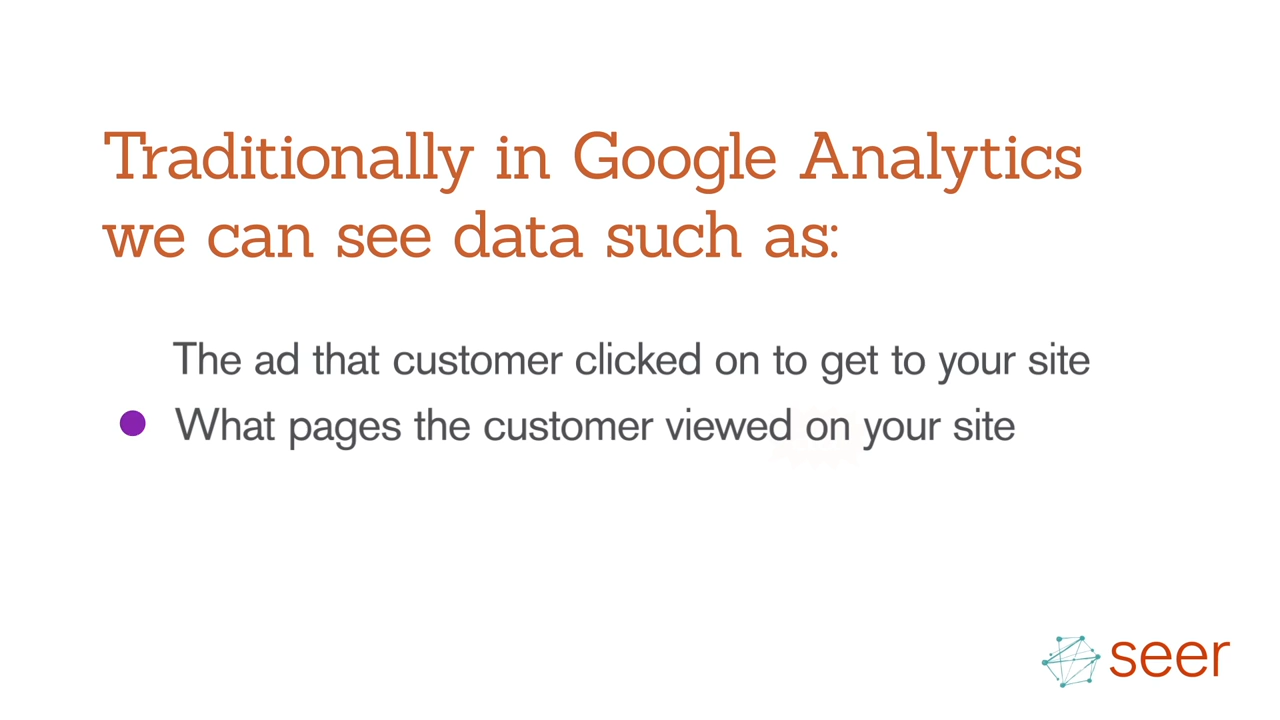 Traditionally in Google Analytics
we can see data such as:
The ad that customer clicked on to get to your site
What pages the customer viewed on your site
seer